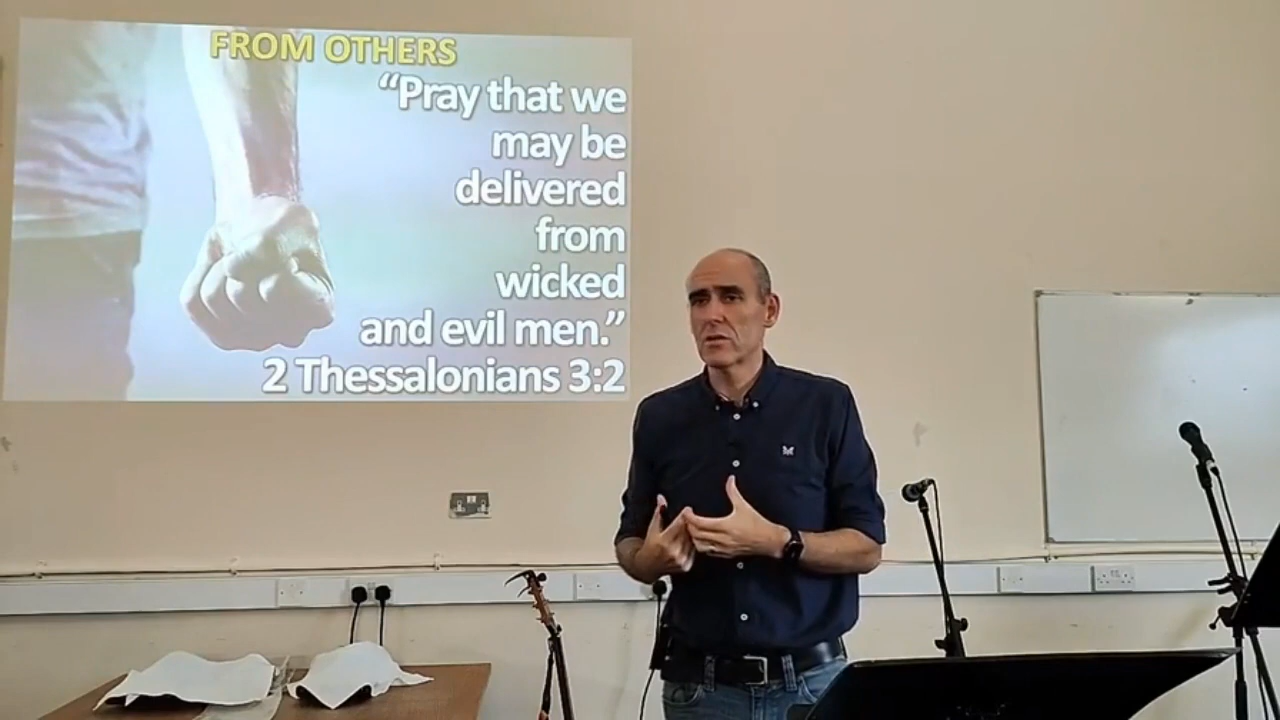 FROM OTHERS
“Pray that we
may be
delivered
from
wicked
and evil men.”
2 Thessalonians 3:2